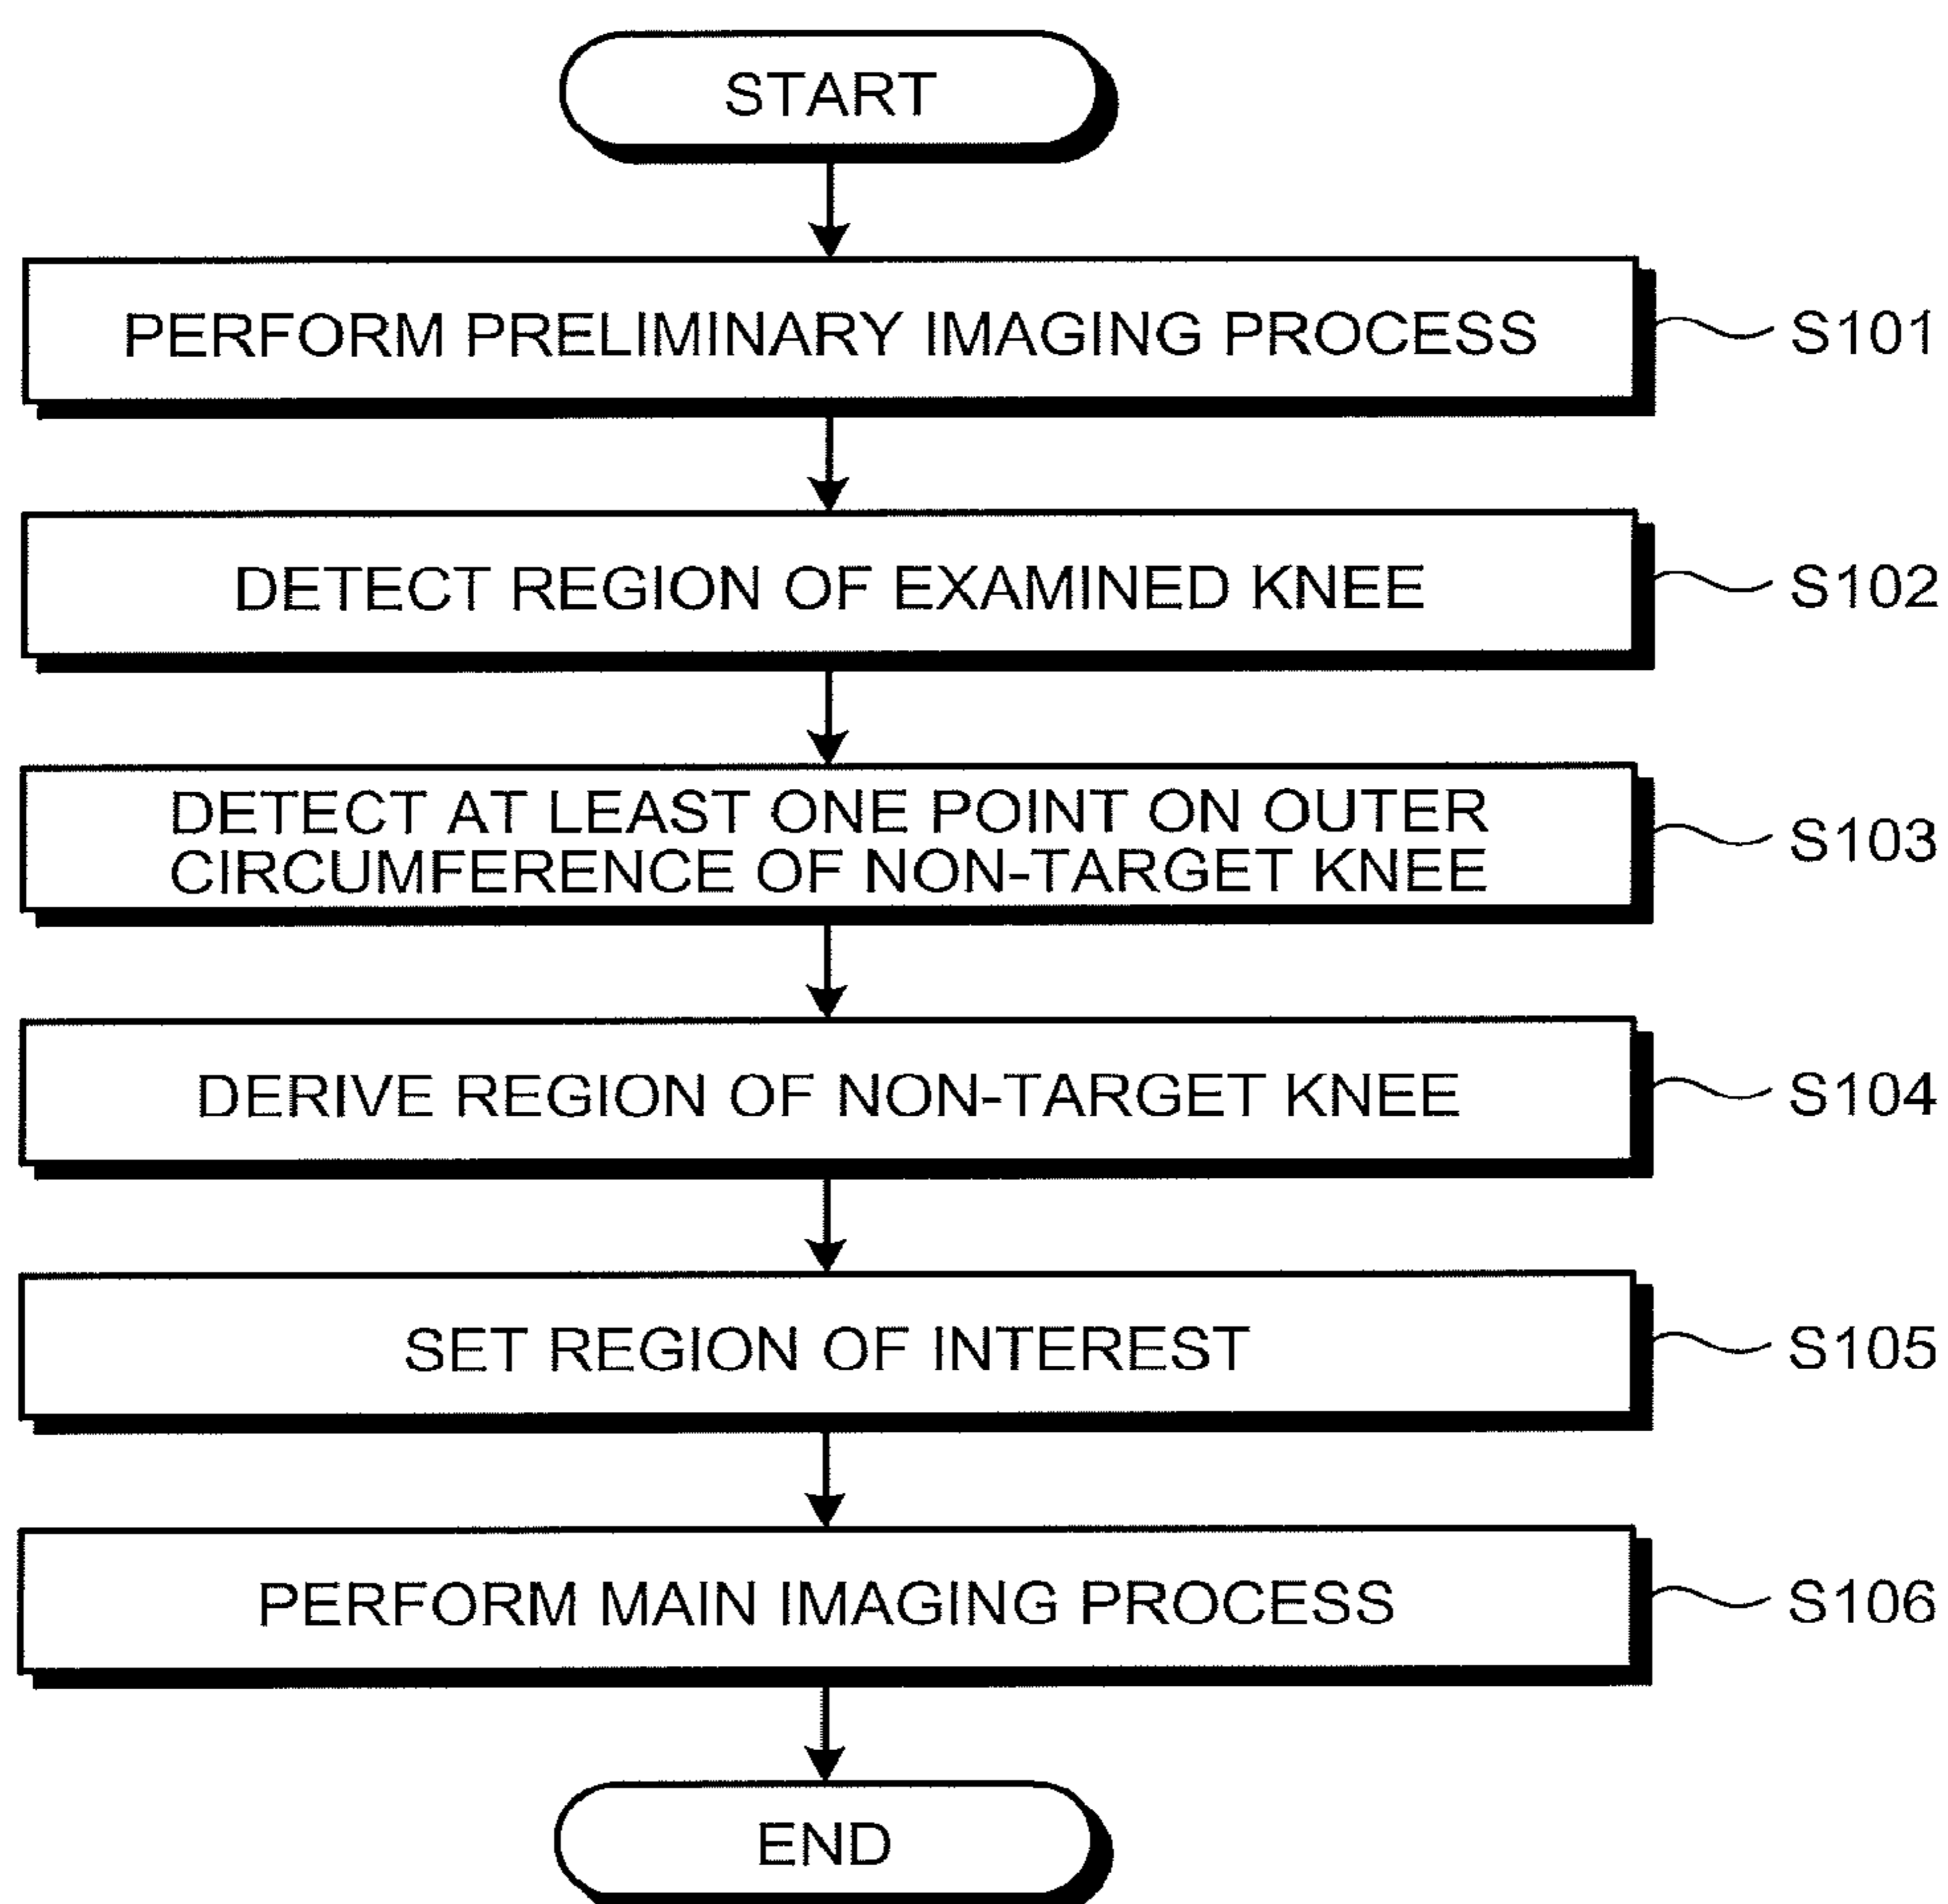 START
PERFORM PRELIMINARY IMAGING PROCESS
S101
DETECT REGION OF EXAMINED KNEE
S102
DETECT AT LEAST ONE POINT ON OUTER
CIRCUMFERENCE OF NON-TARGET KNEE
S103
DERIVE REGION OF NON-TARGET KNEE
S104
SET REGION OF INTEREST
S105
PERFORM MAIN IMAGING PROCESS
S106
END